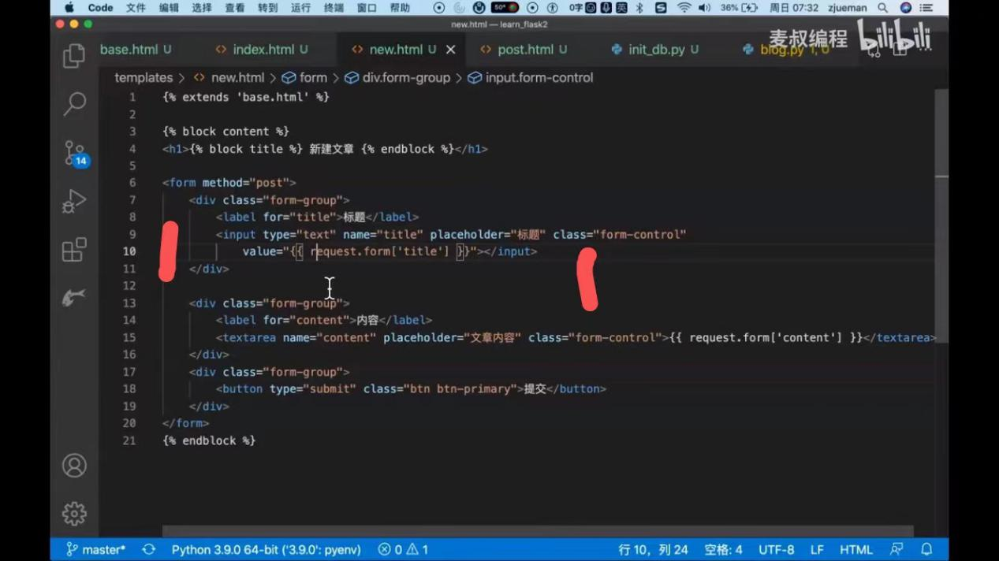 Code 文件 编辑 选择 查看 转到 运行 终端 窗口 帮助 50° 0字 英 36% 周日 07:32 zjueman
new.html — learn_flask2
麦叔编程 bilibili
base.html U index.html U new.html U post.html U init_db.py U blog.py 1, U
templates > new.html > form > div.form-group > input.form-control
1 {% extends 'base.html' %}
2
3 {% block content %}
4 <h1>{% block title %} 新建文章 {% endblock %}</h1>
5
6 <form method="post">
7 <div class="form-group">
8 <label for="title">标题</label>
9 <input type="text" name="title" placeholder="标题" class="form-control"
10 value="{{ request.form['title'] }}"></input>
11 </div>
12
13 <div class="form-group">
14 <label for="content">内容</label>
15 <textarea name="content" placeholder="文章内容" class="form-control">{{ request.form['content'] }}</textarea>
16 </div>
17 <div class="form-group">
18 <button type="submit" class="btn btn-primary">提交</button>
19 </div>
20 </form>
21 {% endblock %}
14
master* Python 3.9.0 64-bit ('3.9.0': pyenv) 0 1 行 10，列 24 空格: 4 UTF-8 LF HTML